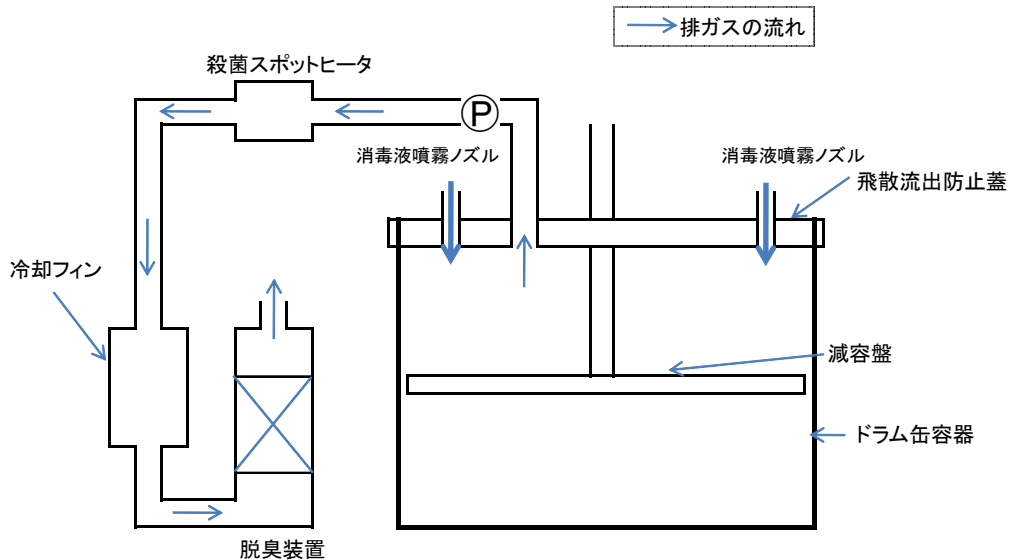 排ガスの流れ
殺菌スポットヒータ
P
消毒液噴霧ノズル
消毒液噴霧ノズル
飛散流出防止蓋
冷却フィン
減容盤
ドラム缶容器
脱臭装置